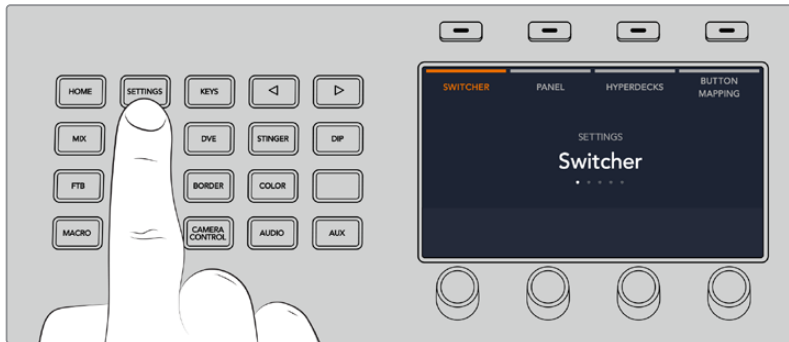 HOME
SETTINGS
KEYS
MIX
DVE
STINGER
DIP
FTB
BORDER
COLOR
MACRO
CAMERA
CONTROL
AUDIO
AUX
SWITCHER
PANEL
HYPERDECKS
BUTTON
MAPPING
SETTINGS
Switcher